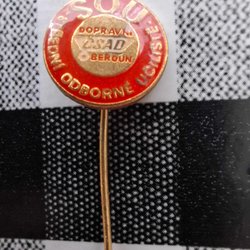 SOU
STŘEDNÍ ODBORNÉ UČILIŠTĚ
DOPRAVNÍ
ČSAD
BEROUN